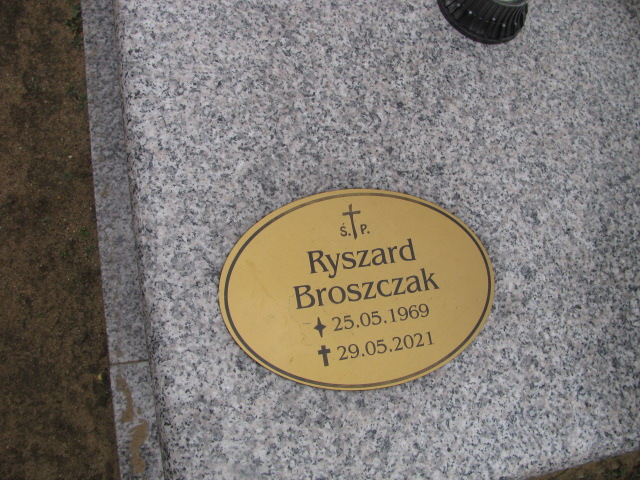 Ś. P.
Ryszard
Broszczak
25.05.1969
29.05.2021